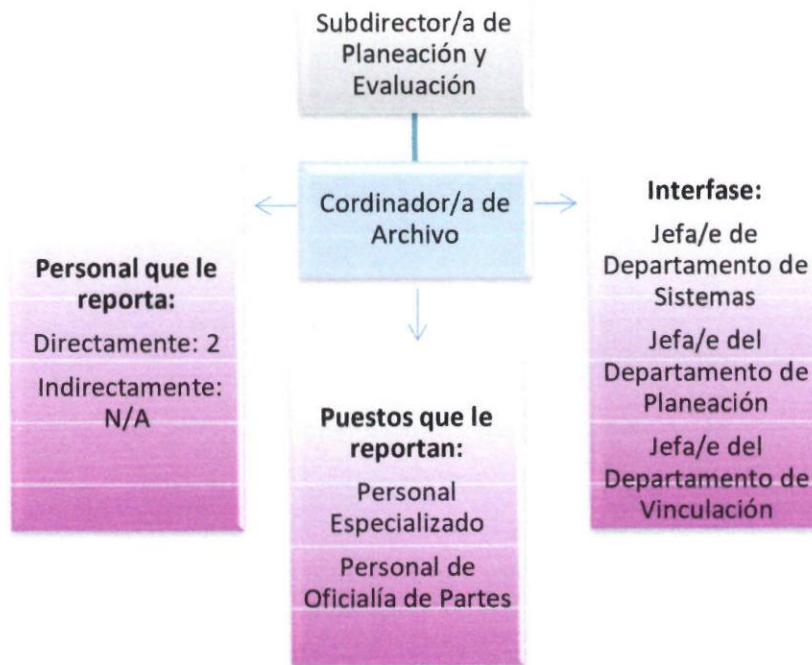 Subdirector/a de
Planeación y
Evaluación
Cordinador/a de
Archivo
Personal que le
reporta:
Directamente: 2
Indirectamente:
N/A
Puestos que le
reportan:
Personal
Especializado
Personal de
Oficialía de Partes
Interfase:
Jefa/e de
Departamento de
Sistemas
Jefa/e del
Departamento de
Planeación
Jefa/e del
Departamento de
Vinculación